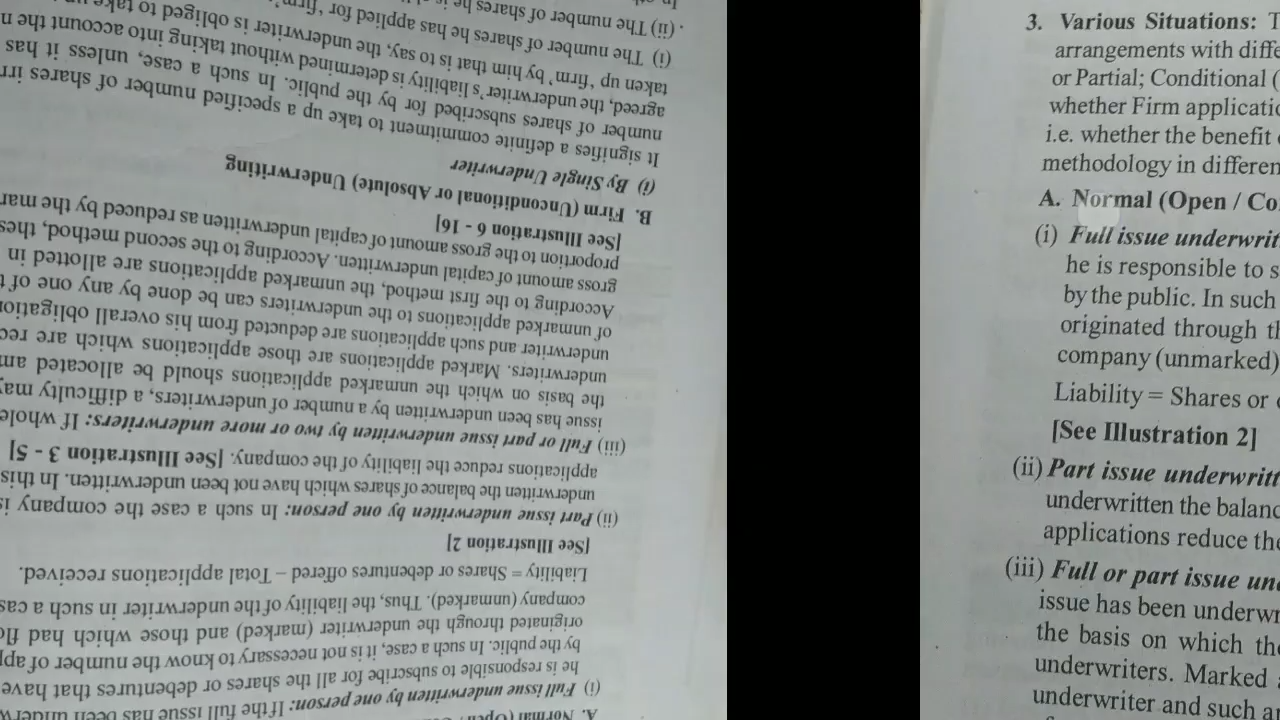 A. Normal (Open
(i) Full issue underwritten by one person: If the full issue has been underw
he is responsible to subscribe for all the shares or debentures that have
by the public. In such a case, it is not necessary to know the number of app
originated through the underwriter (marked) and those which had flo
company (unmarked). Thus, the liability of the underwriter in such a cas
Liability = Shares or debentures offered – Total applications received.
[See Illustration 2]
(ii) Part issue underwritten by one person: In such a case the company is
underwritten the balance of shares which have not been underwritten. In this
applications reduce the liability of the company. [See Illustration 3 - 5]
(iii) Full or part issue underwritten by two or more underwriters: If whole
issue has been underwritten by a number of underwriters, a difficulty may
the basis on which the unmarked applications should be allocated am
underwriters. Marked applications are those applications which are rec
underwriter and such applications are deducted from his overall obligation
of unmarked applications to the underwriters can be done by any one of t
According to the first method, the unmarked applications are allotted in
gross amount of capital underwritten. According to the second method, thes
proportion to the gross amount of capital underwritten as reduced by the mar
[See Illustration 6 - 16]
B. Firm (Unconditional or Absolute) Underwriting
(i) By Single Underwriter
It signifies a definite commitment to take up a specified number of shares irr
number of shares subscribed for by the public. In such a case, unless it has
agreed, the underwriter's liability is determined without taking into account the n
taken up 'firm' by him that is to say, the underwriter is obliged to take up
(i) The number of shares he has applied for 'firm'
(ii) The number of shares he is
3. Various Situations: T
arrangements with diffe
or Partial; Conditional (
whether Firm applicatio
i.e. whether the benefit
methodology in differen
A. Normal (Open / Co
(i) Full issue underwrit
he is responsible to s
by the public. In such
originated through th
company (unmarked)
Liability = Shares or
[See Illustration 2]
(ii) Part issue underwritt
underwritten the balanc
applications reduce the
(iii) Full or part issue und
issue has been underwr
the basis on which the
underwriters. Marked
underwriter and such ap